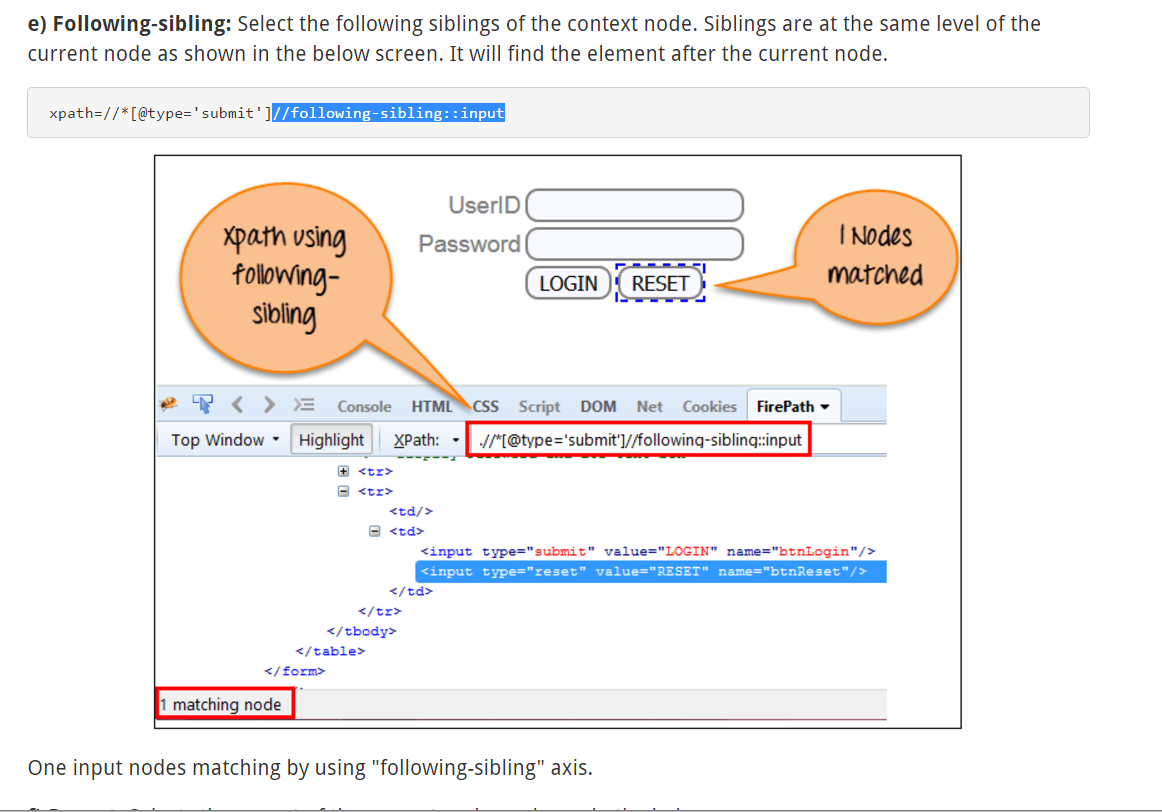 e) Following-sibling: Select the following siblings of the context node. Siblings are at the same level of the
current node as shown in the below screen. It will find the element after the current node.
xpath=//*[@type='submit']//following-sibling::input
Xpath using
following-
sibling
UserID
Password
LOGIN RESET
1 Nodes
matched
Console HTML CSS Script DOM Net Cookies FirePath
Top Window Highlight XPath: .//*[@type='submit']//following-sibling::input
<tr>
<tr>
<td/>
<td>
<input type="submit" value="LOGIN" name="btnLogin"/>
<input type="reset" value="RESET" name="btnReset"/>
</td>
</tr>
</tbody>
</table>
</form>
1 matching node
One input nodes matching by using "following-sibling" axis.